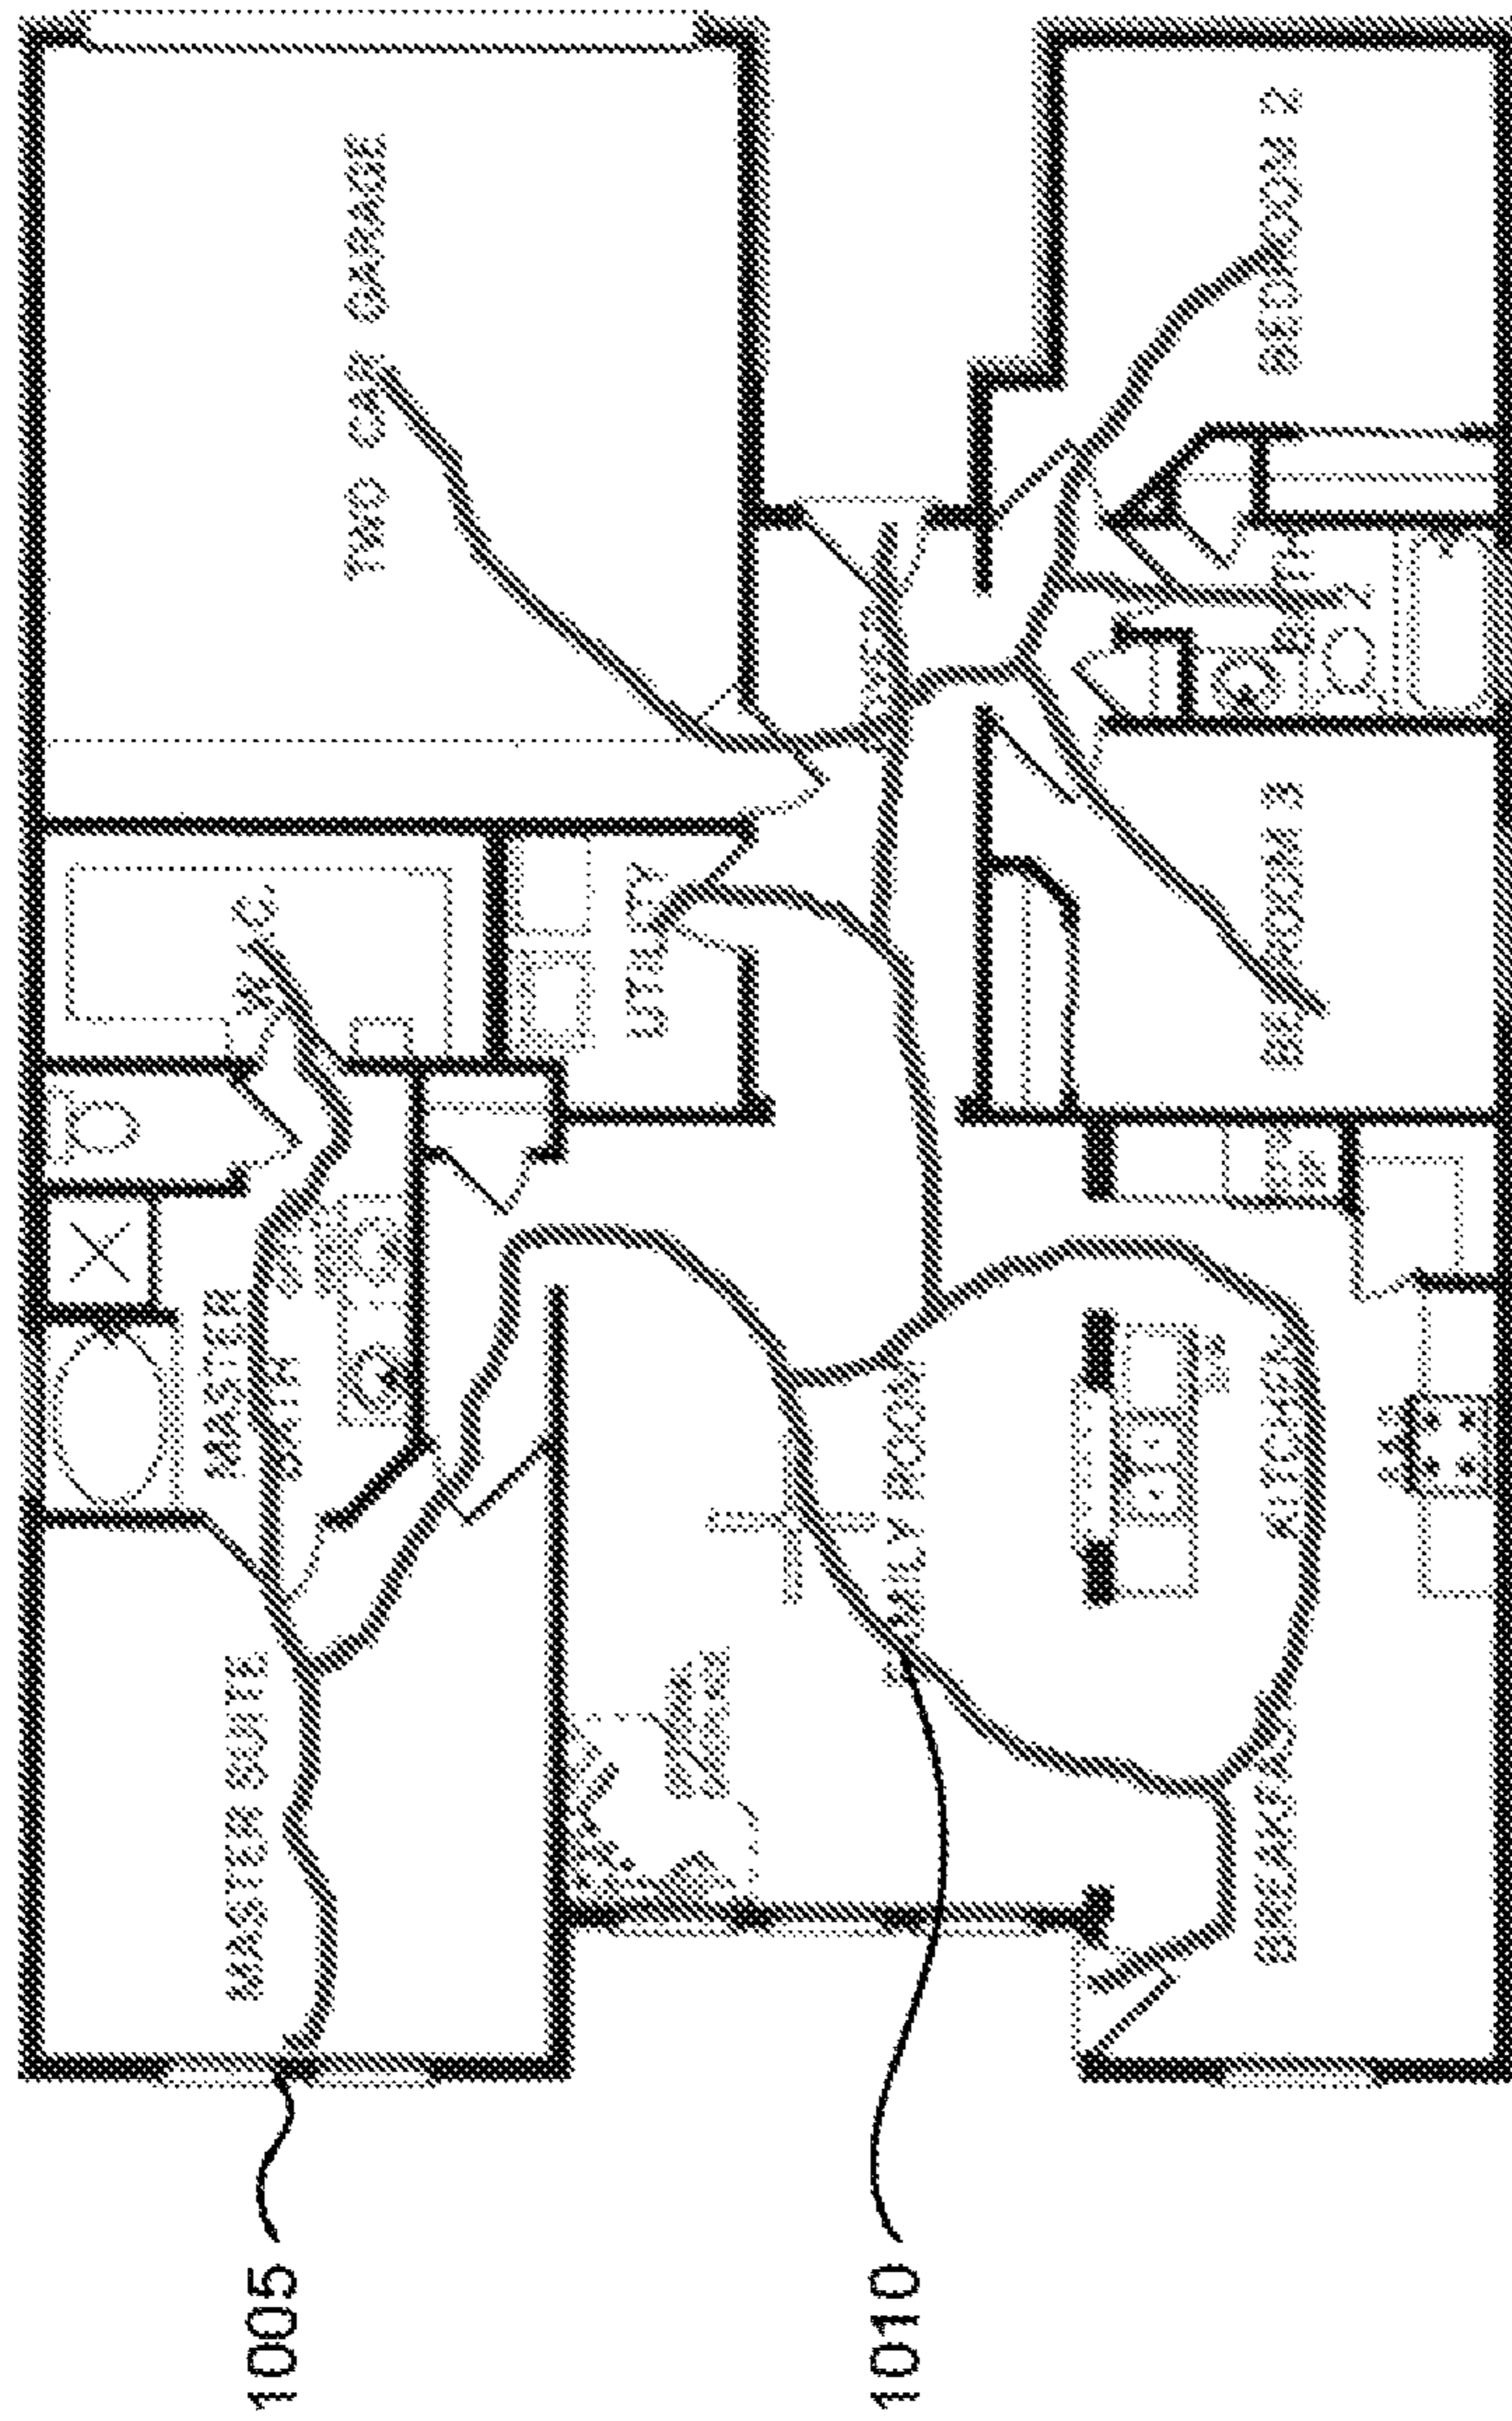 TWO CAR GARAGE
BEDROOM 2
W.I.C.
UTILITY
BEDROOM 3
MASTER
BATH
MASTER SUITE
FAMILY ROOM
KITCHEN
BREAKFAST
1005
1010